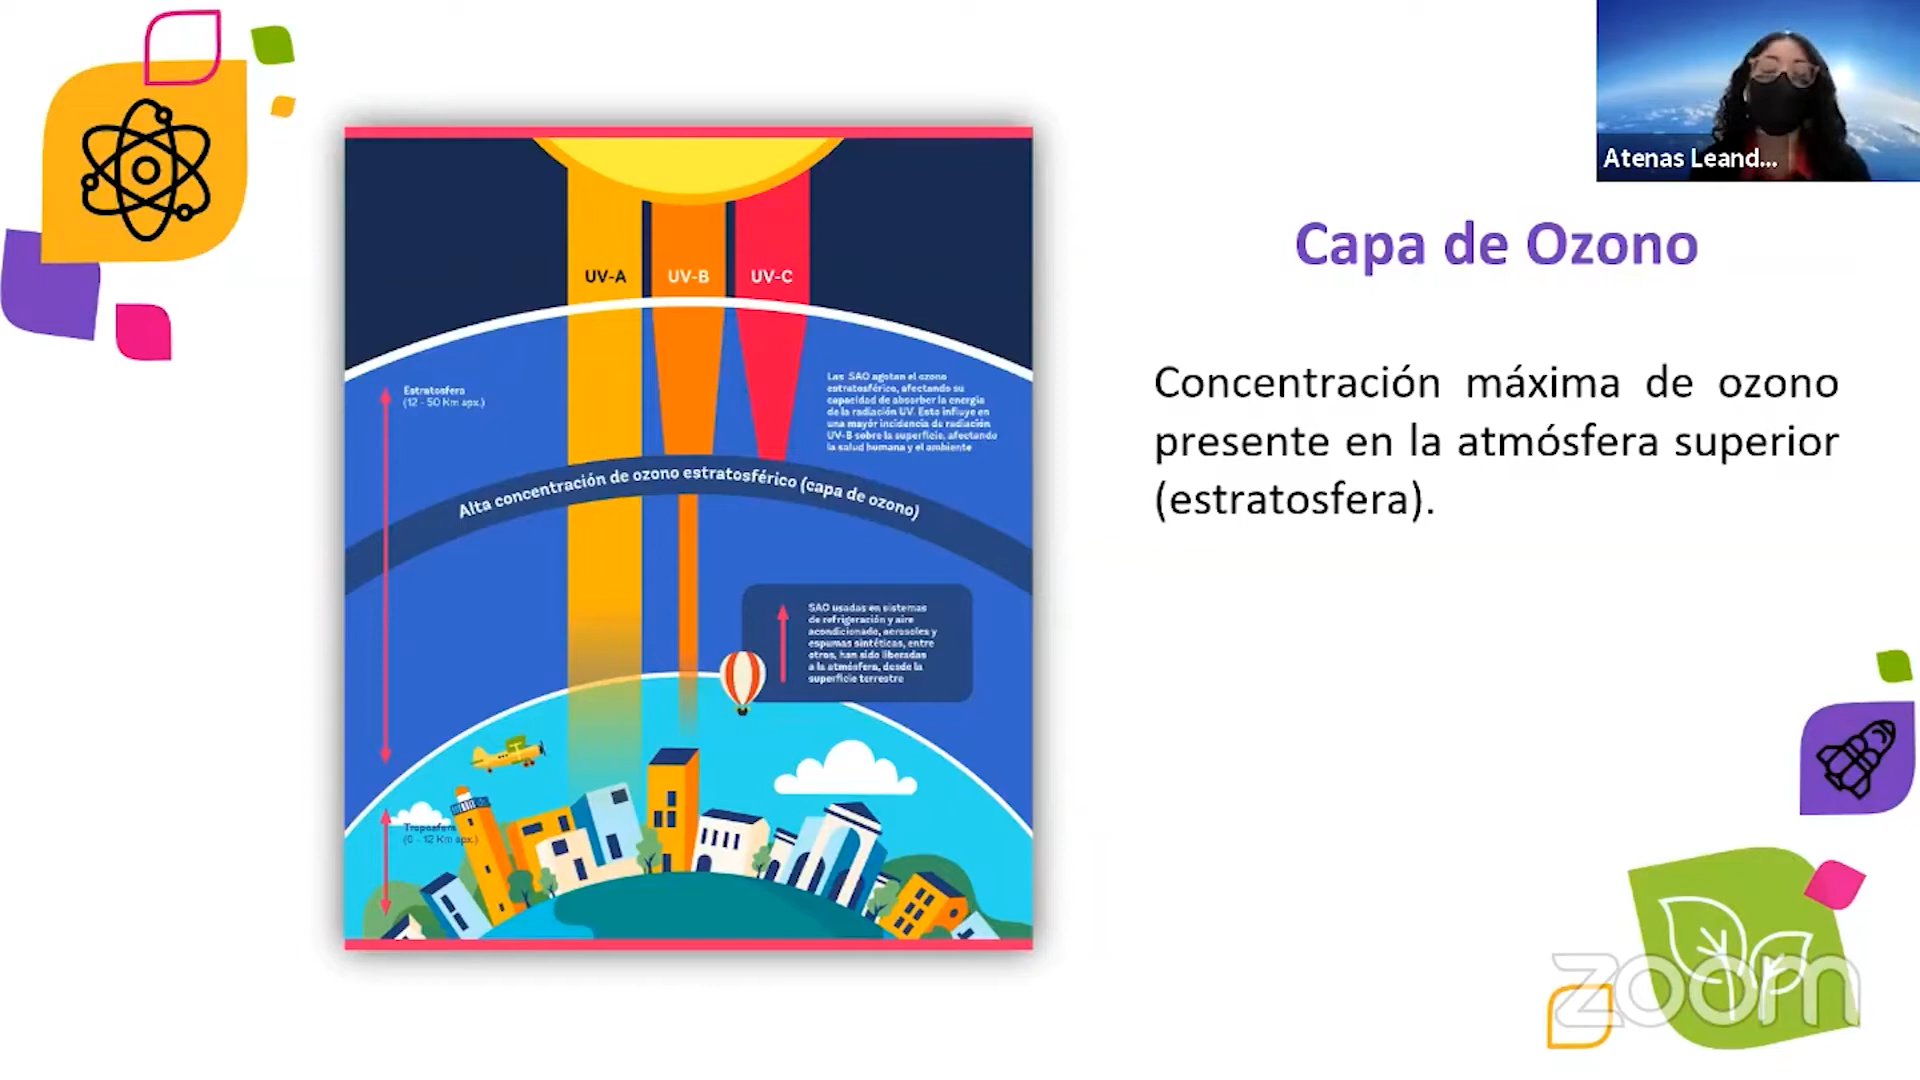 Atenas Leand...
Capa de Ozono
Concentración máxima de ozono
presente en la atmósfera superior
(estratosfera).
UV-A
UV-B
UV-C
Estratosfera
(12 - 50 Km apx.)
Las SAO agotan el ozono
estratosférico, afectando su
capacidad de absorber la energía
de la radiación UV. Esto influye en
una mayor incidencia de radiación
UV-B sobre la superficie, afectando
la salud humana y el ambiente
Alta concentración de ozono estratosférico (capa de ozono)
SAO usadas en sistemas
de refrigeración y aire
acondicionado, aerosoles y
espumas sintéticas, entre
otros, han sido liberadas
a la atmósfera, desde la
superficie terrestre
Troposfera
(0 - 12 Km apx.)
zoom